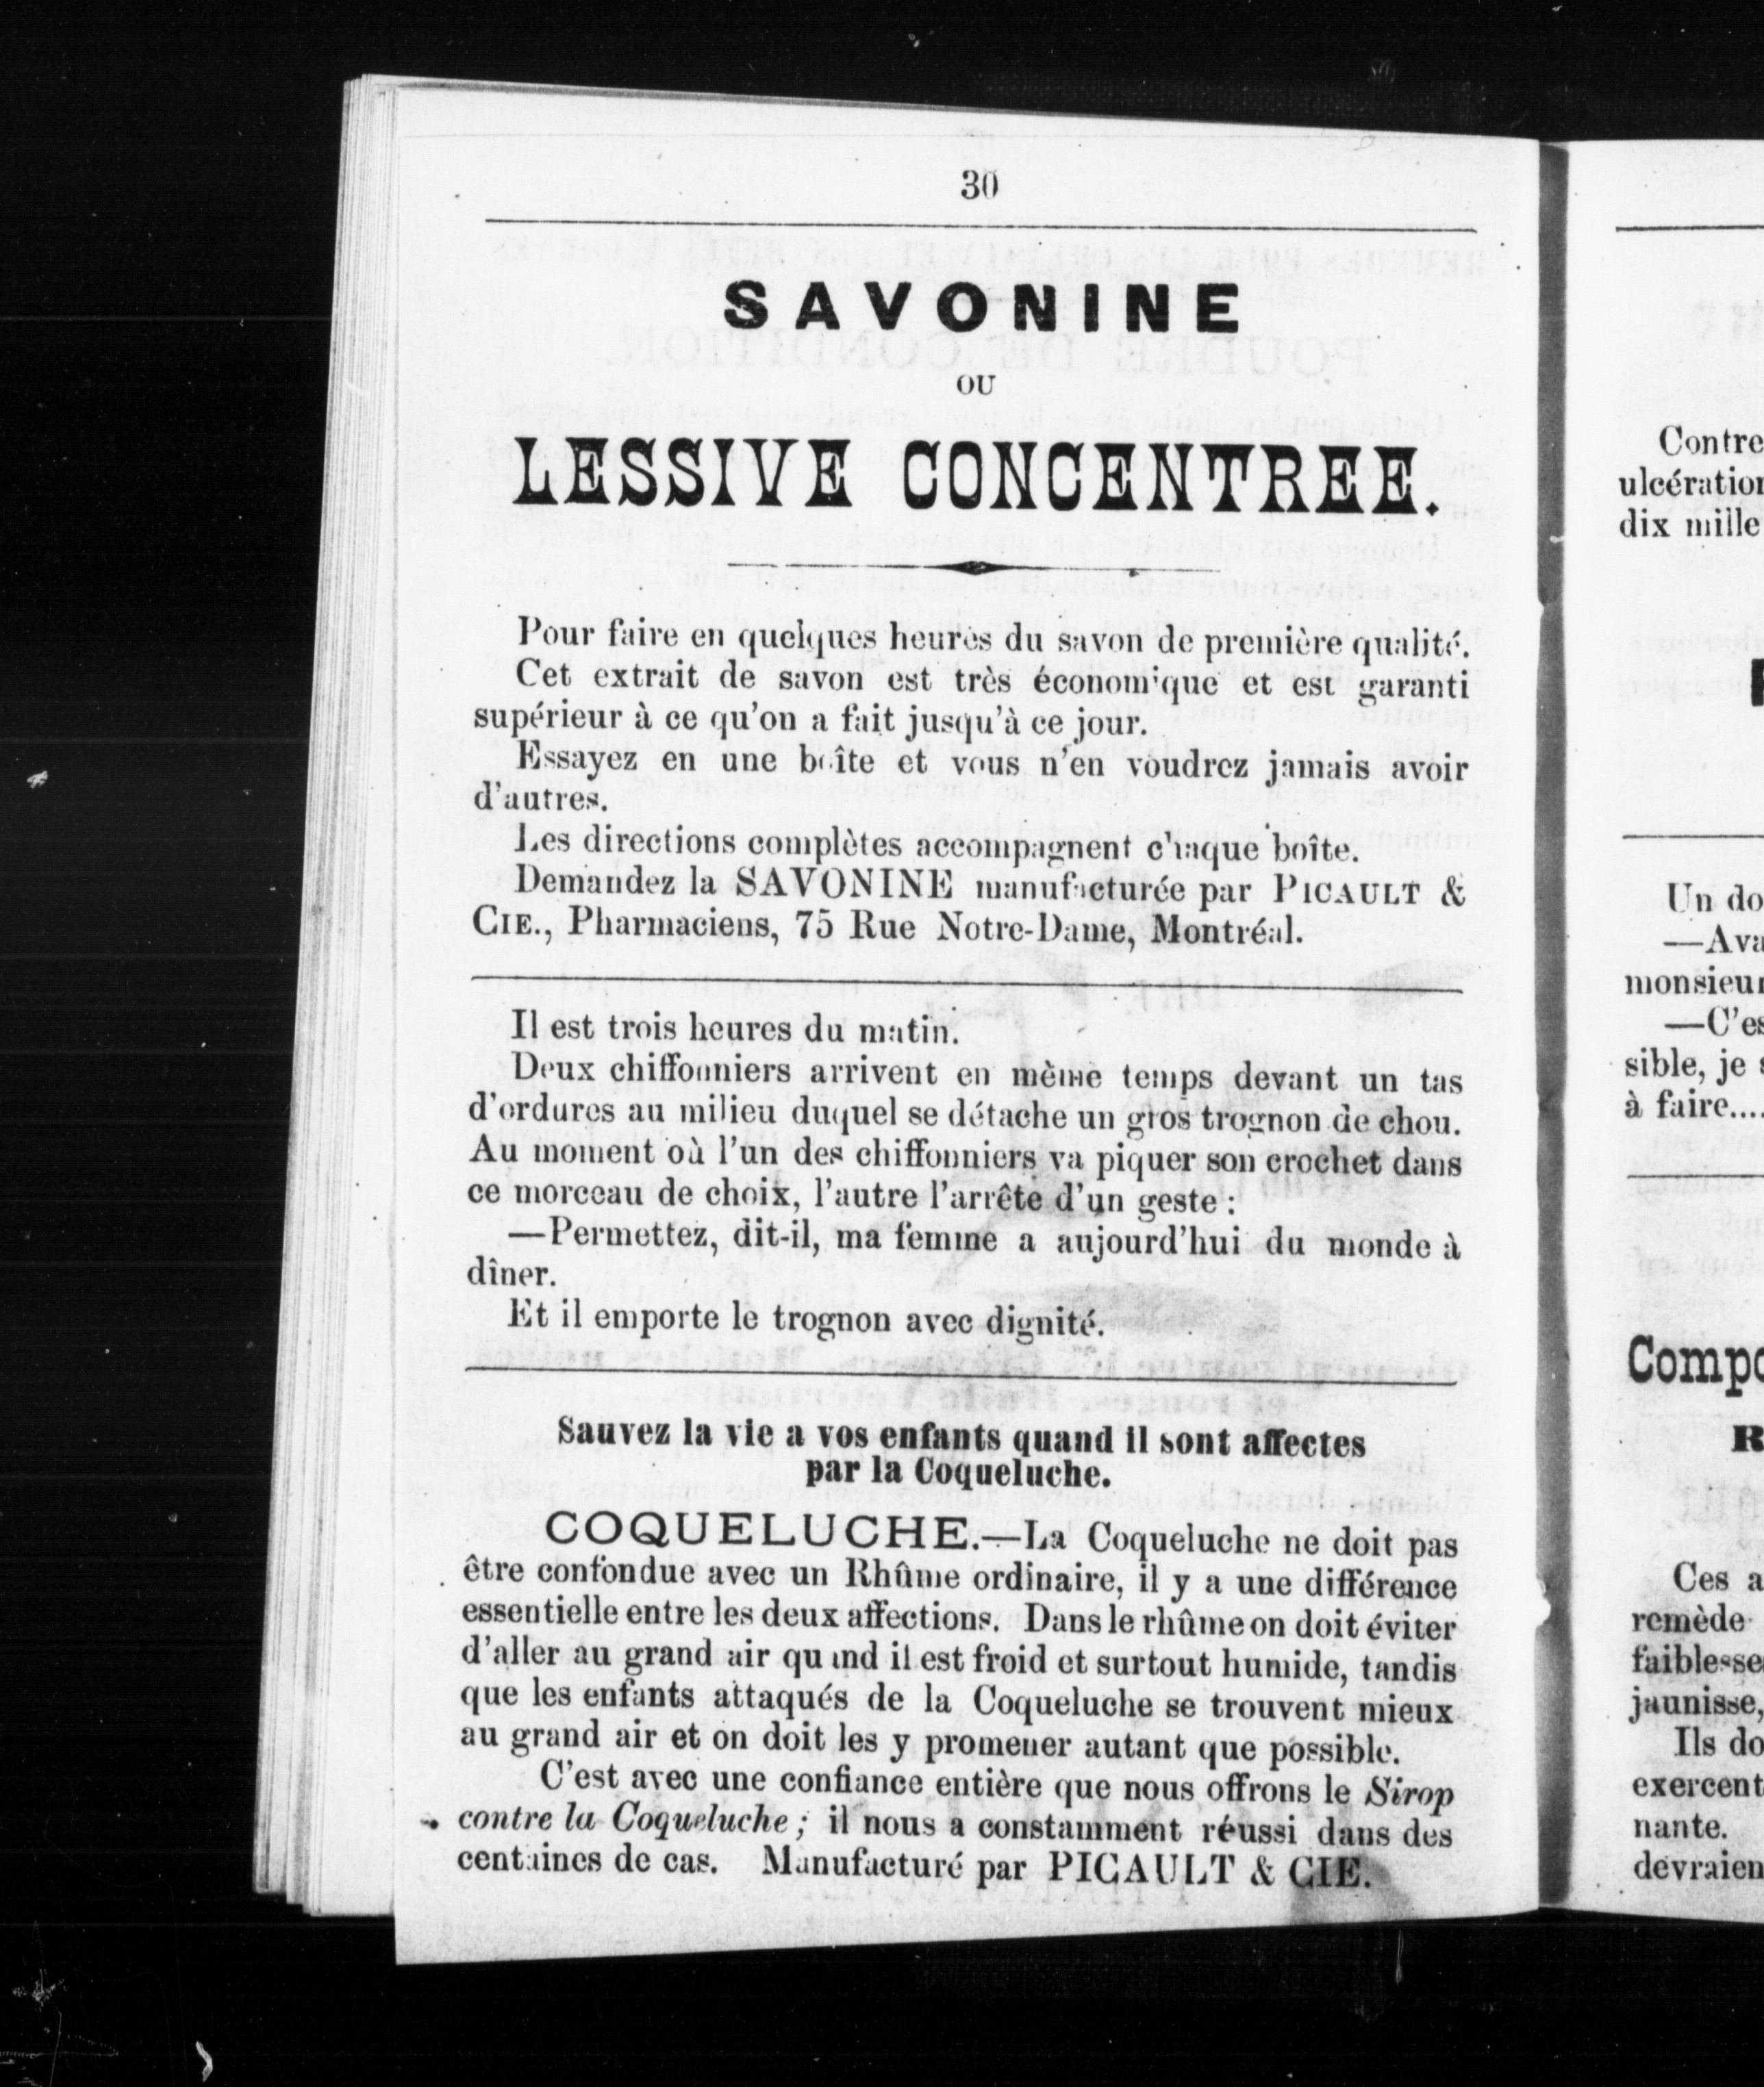 30
SAVONINE
OU
LESSIVE CONCENTREE.
Pour faire en quelques heures du savon de première qualité.
Cet extrait de savon est très économique et est garanti
supérieur à ce qu'on a fait jusqu'à ce jour.
Essayez en une boîte et vous n'en voudrez jamais avoir
d'autres.
Les directions complètes accompagnent chaque boîte.
Demandez la SAVONINE manufacturée par PICAULT &
CIE., Pharmaciens, 75 Rue Notre-Dame, Montréal.
Il est trois heures du matin.
Deux chiffonniers arrivent en même temps devant un tas
d'ordures au milieu duquel se détache un gros trognon de chou.
Au moment où l'un des chiffonniers va piquer son crochet dans
ce morceau de choix, l'autre l'arrête d'un geste :
—Permettez, dit-il, ma femme a aujourd'hui du monde à
dîner.
Et il emporte le trognon avec dignité.
Sauvez la vie a vos enfants quand il sont affectes
par la Coqueluche.
COQUELUCHE.—La Coqueluche ne doit pas
être confondue avec un Rhûme ordinaire, il y a une différence
essentielle entre les deux affections. Dans le rhûme on doit éviter
d'aller au grand air quand il est froid et surtout humide, tandis
que les enfants attaqués de la Coqueluche se trouvent mieux
au grand air et on doit les y promener autant que possible.
C'est avec une confiance entière que nous offrons le Sirop
contre la Coqueluche ; il nous a constamment réussi dans des
centaines de cas. Manufacturé par PICAULT & CIE.
Contre
dix mille
Un
monsieur
sible, je
à faire....
Ces
remède
jaunisse,
Ils
exercent
nante.